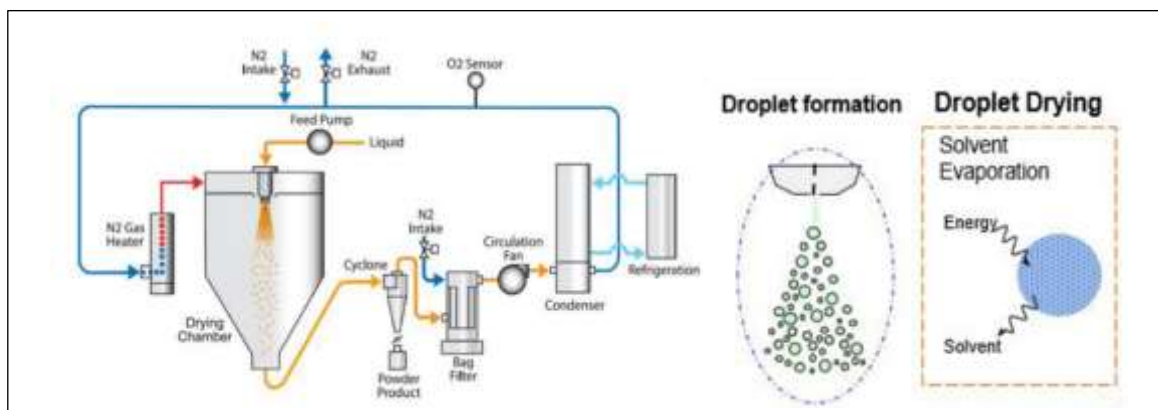 N2
Intake
N2
Exhaust
O2 Sensor
Feed Pump
Liquid
N2 Gas
Heater
Drying
Chamber
Cyclone
Powder
Product
N2
Intake
Bag
Filter
Circulation
Fan
Condenser
Refrigeration
Droplet formation
Droplet Drying
Solvent
Evaporation
Energy
Solvent